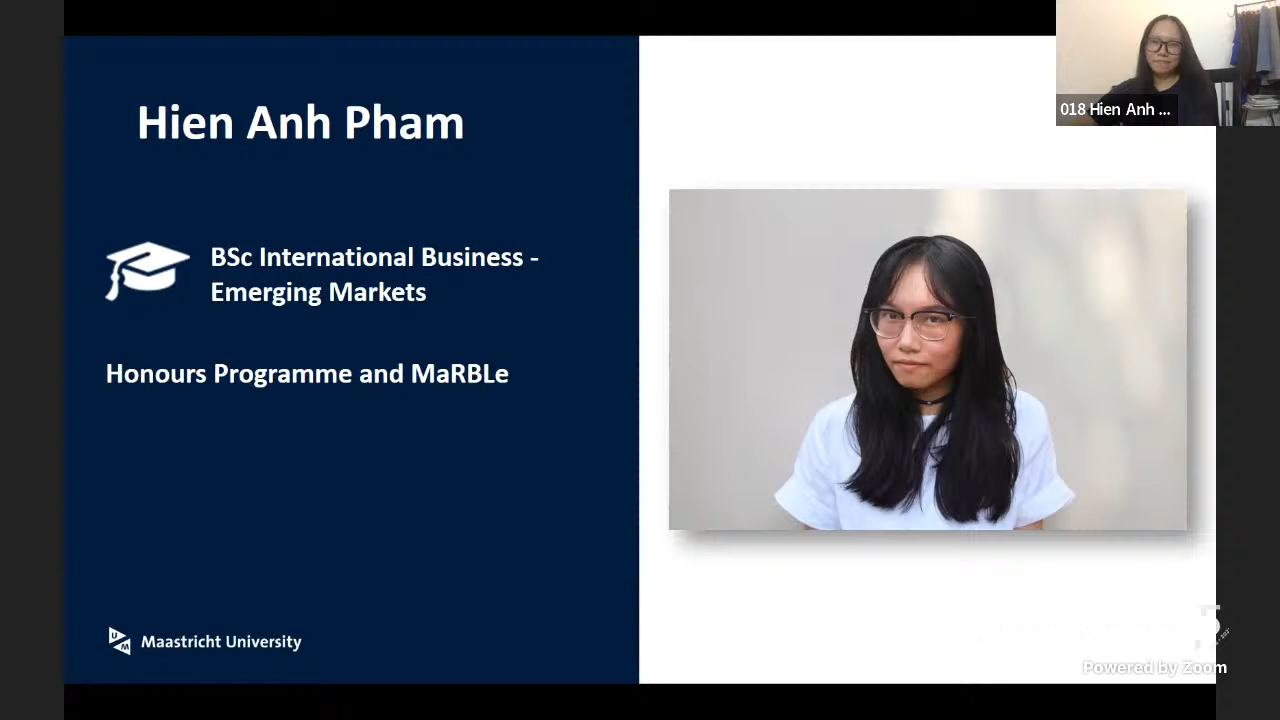 Hien Anh Pham
018 Hien Anh ...
BSc International Business -
Emerging Markets
Honours Programme and MaRBLe
UM
Maastricht University
Powered by Zoom